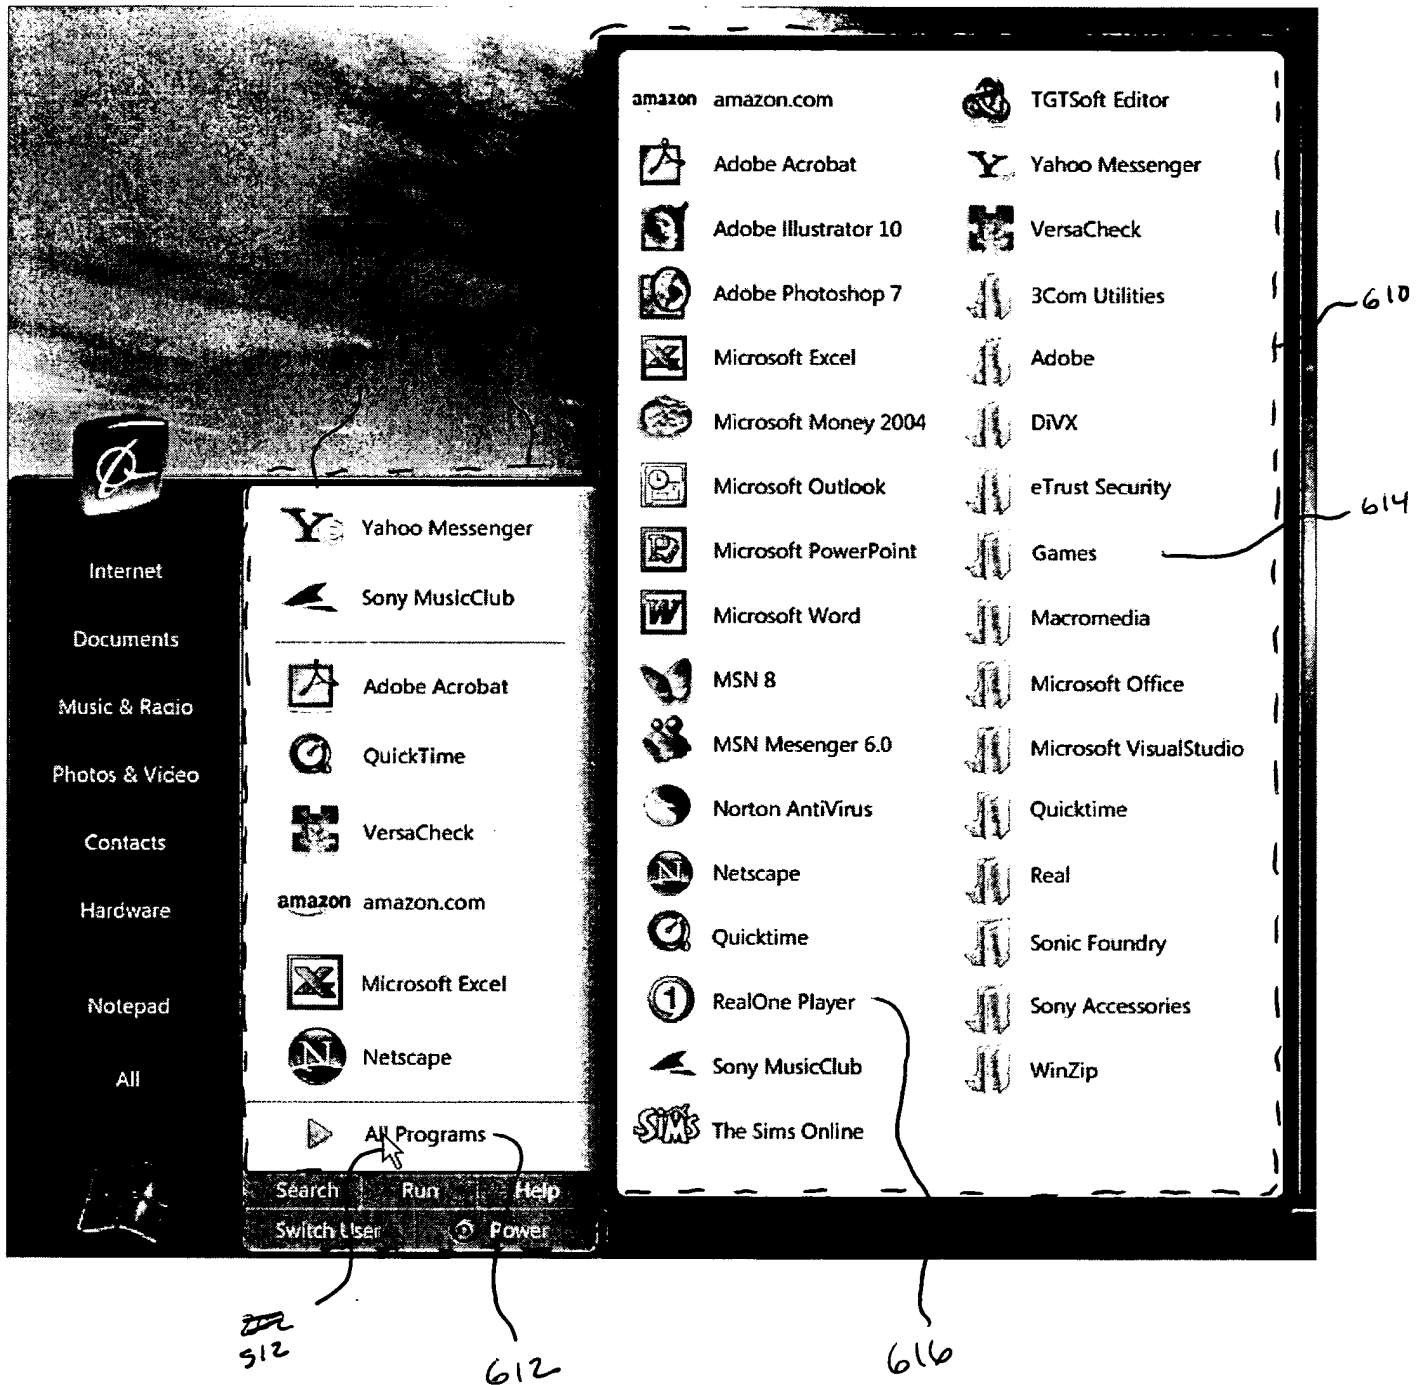 amazon amazon.com
Adobe Acrobat
Adobe Illustrator 10
Adobe Photoshop 7
Microsoft Excel
Microsoft Money 2004
Microsoft Outlook
Microsoft PowerPoint
W Microsoft Word
MSN 8
MSN Mesenger 6.0
Norton AntiVirus
N Netscape
Quicktime
1 RealOne Player
Sony MusicClub
SiMS The Sims Online
TGTSoft Editor
Y Yahoo Messenger
VersaCheck
3Com Utilities
Adobe
DiVX
eTrust Security
Games
Macromedia
Microsoft Office
Microsoft VisualStudio
Quicktime
Real
Sonic Foundry
Sony Accessories
WinZip
610
614
Internet
Documents
Music & Radio
Photos & Video
Contacts
Hardware
Notepad
All
Y Yahoo Messenger
Sony MusicClub
Adobe Acrobat
QuickTime
VersaCheck
amazon amazon.com
X Microsoft Excel
N Netscape
All Programs
Search Run Help
Switch User Power
512
612
616